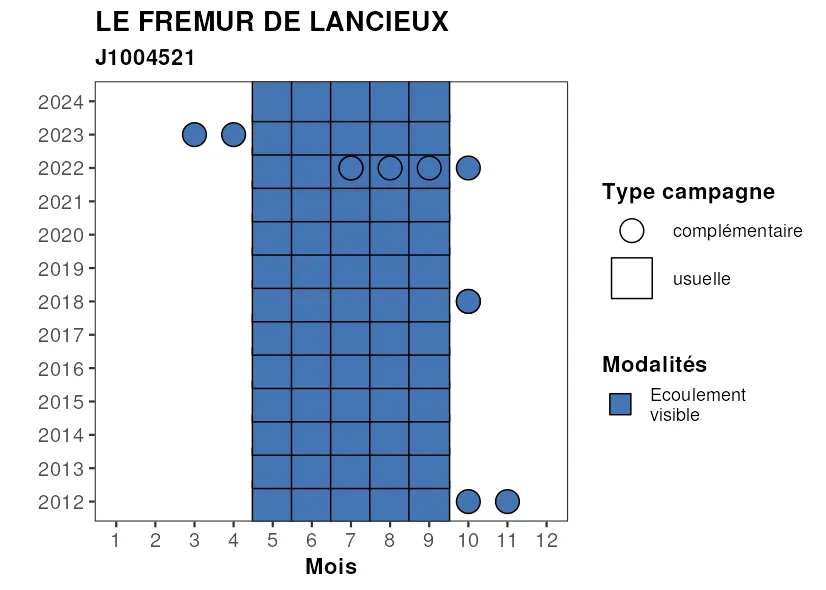 LE FREMUR DE LANCIEUX
J1004521
2024
2023
2022
2021
2020
2019
2018
2017
2016
2015
2014
2013
2012
1 2 3 4 5 6 7 8 9 10 11 12
Mois
Type campagne
complémentaire
usuelle
Modalités
Ecoulement
visible